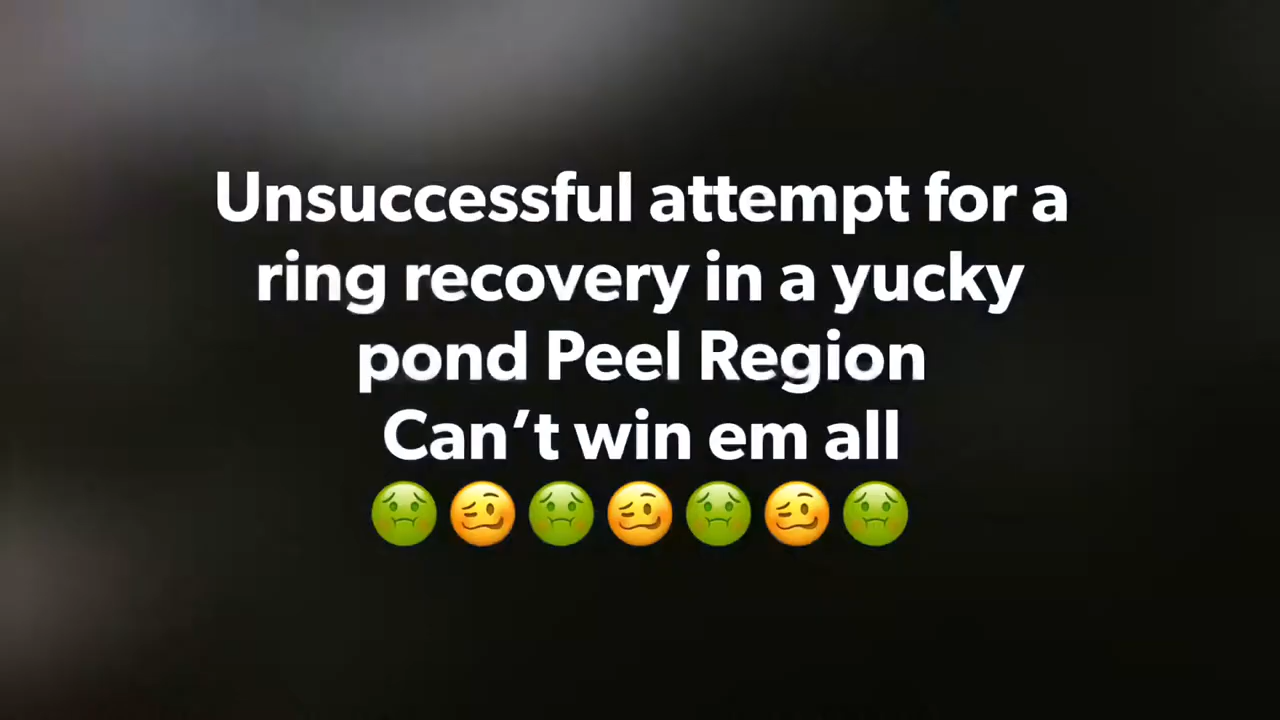 Unsuccessful attempt for a
ring recovery in a yucky
pond Peel Region
Can’t win em all
🤢🥴🤢🥴🤢🥴🤢